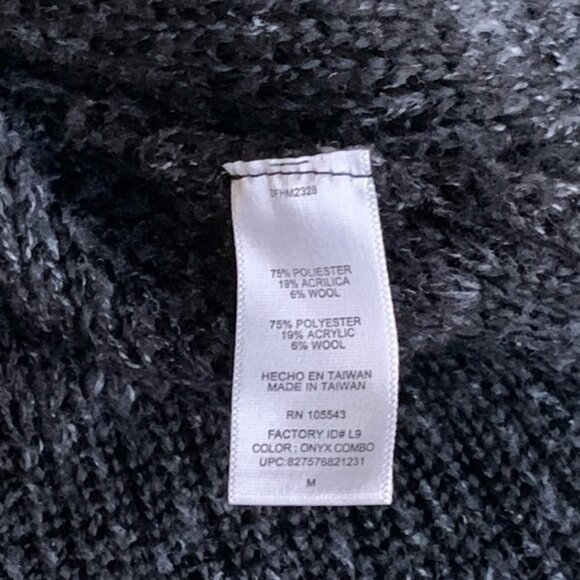 DFHM2328
75% POLIESTER
19% ACRILICA
6% WOOL
75% POLYESTER
19% ACRYLIC
6% WOOL
HECHO EN TAIWAN
MADE IN TAIWAN
RN 105543
FACTORY ID# L9
COLOR ; ONYX COMBO
UPC:827576821231
M